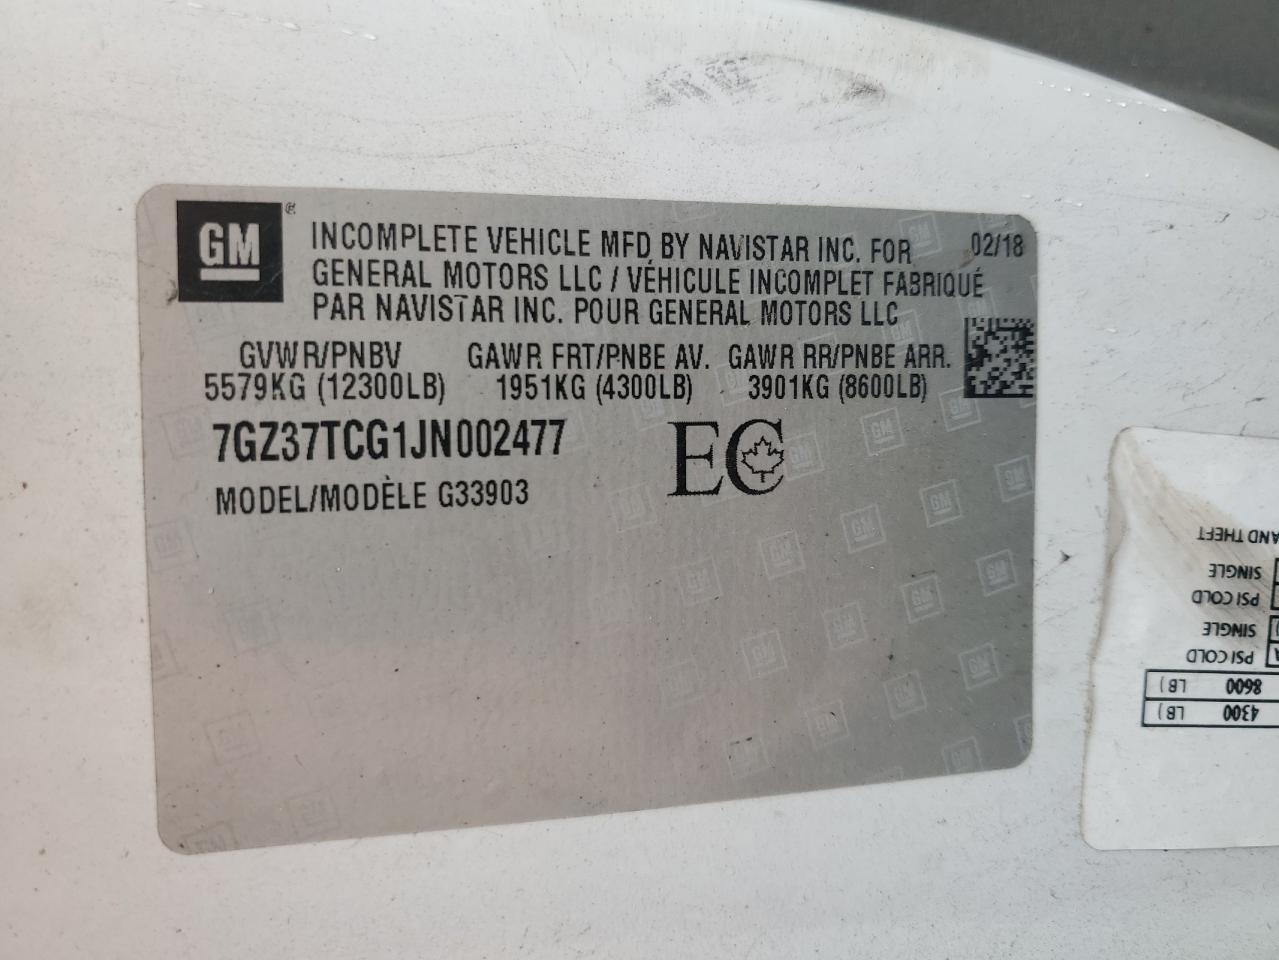 GM
INCOMPLETE VEHICLE MFD BY NAVISTAR INC. FOR 02/18
GENERAL MOTORS LLC / VÉHICULE INCOMPLET FABRIQUÉ
PAR NAVISTAR INC. POUR GENERAL MOTORS LLC
GVWR/PNBV GAWR FRT/PNBE AV. GAWR RR/PNBE ARR.
5579KG (12300LB) 1951KG (4300LB) 3901KG (8600LB)
7GZ37TCG1JN002477 EC
MODEL/MODÈLE G33903
4300 LB)
8600 LB)
PSI COLD
SINGLE
PSI COLD
SINGLE
AND THEFT